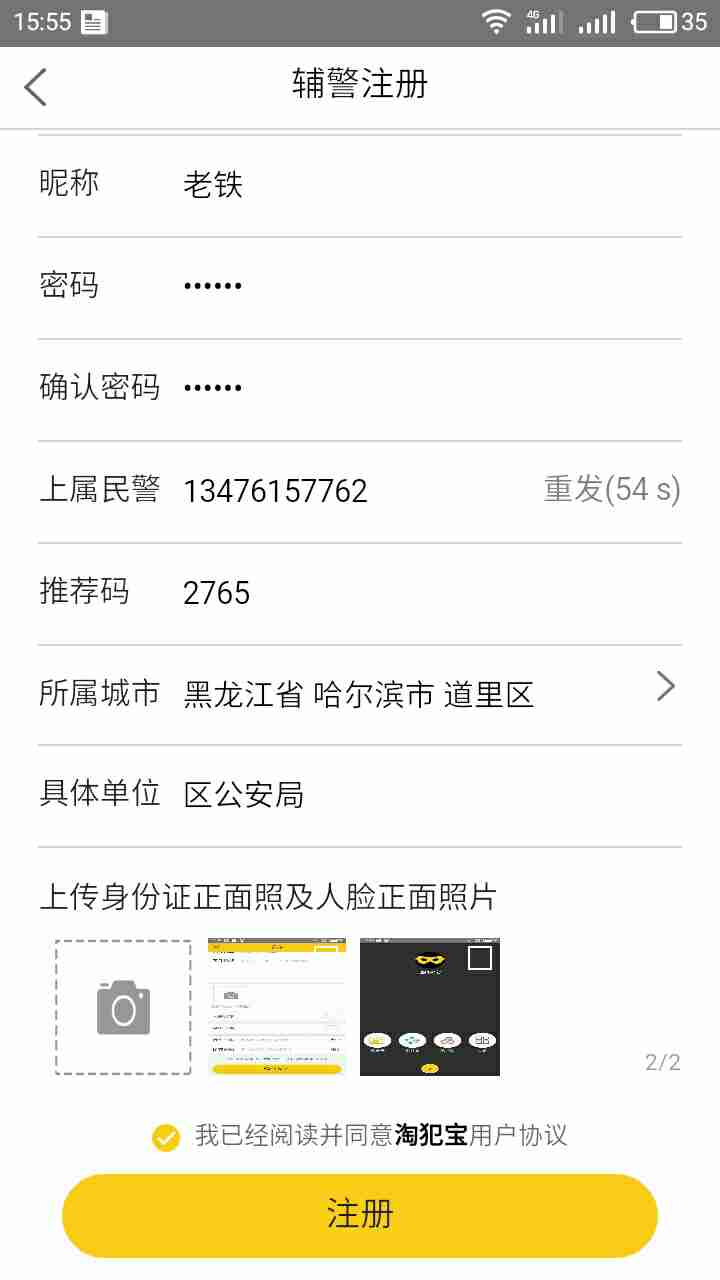 15:55 4G 35
辅警注册
昵称 老铁
密码 ••••••
确认密码 ••••••
上属民警 13476157762 重发(54 s)
推荐码 2765
所属城市 黑龙江省 哈尔滨市 道里区
具体单位 区公安局
上传身份证正面照及人脸正面照片
2/2
我已经阅读并同意淘犯宝用户协议
注册